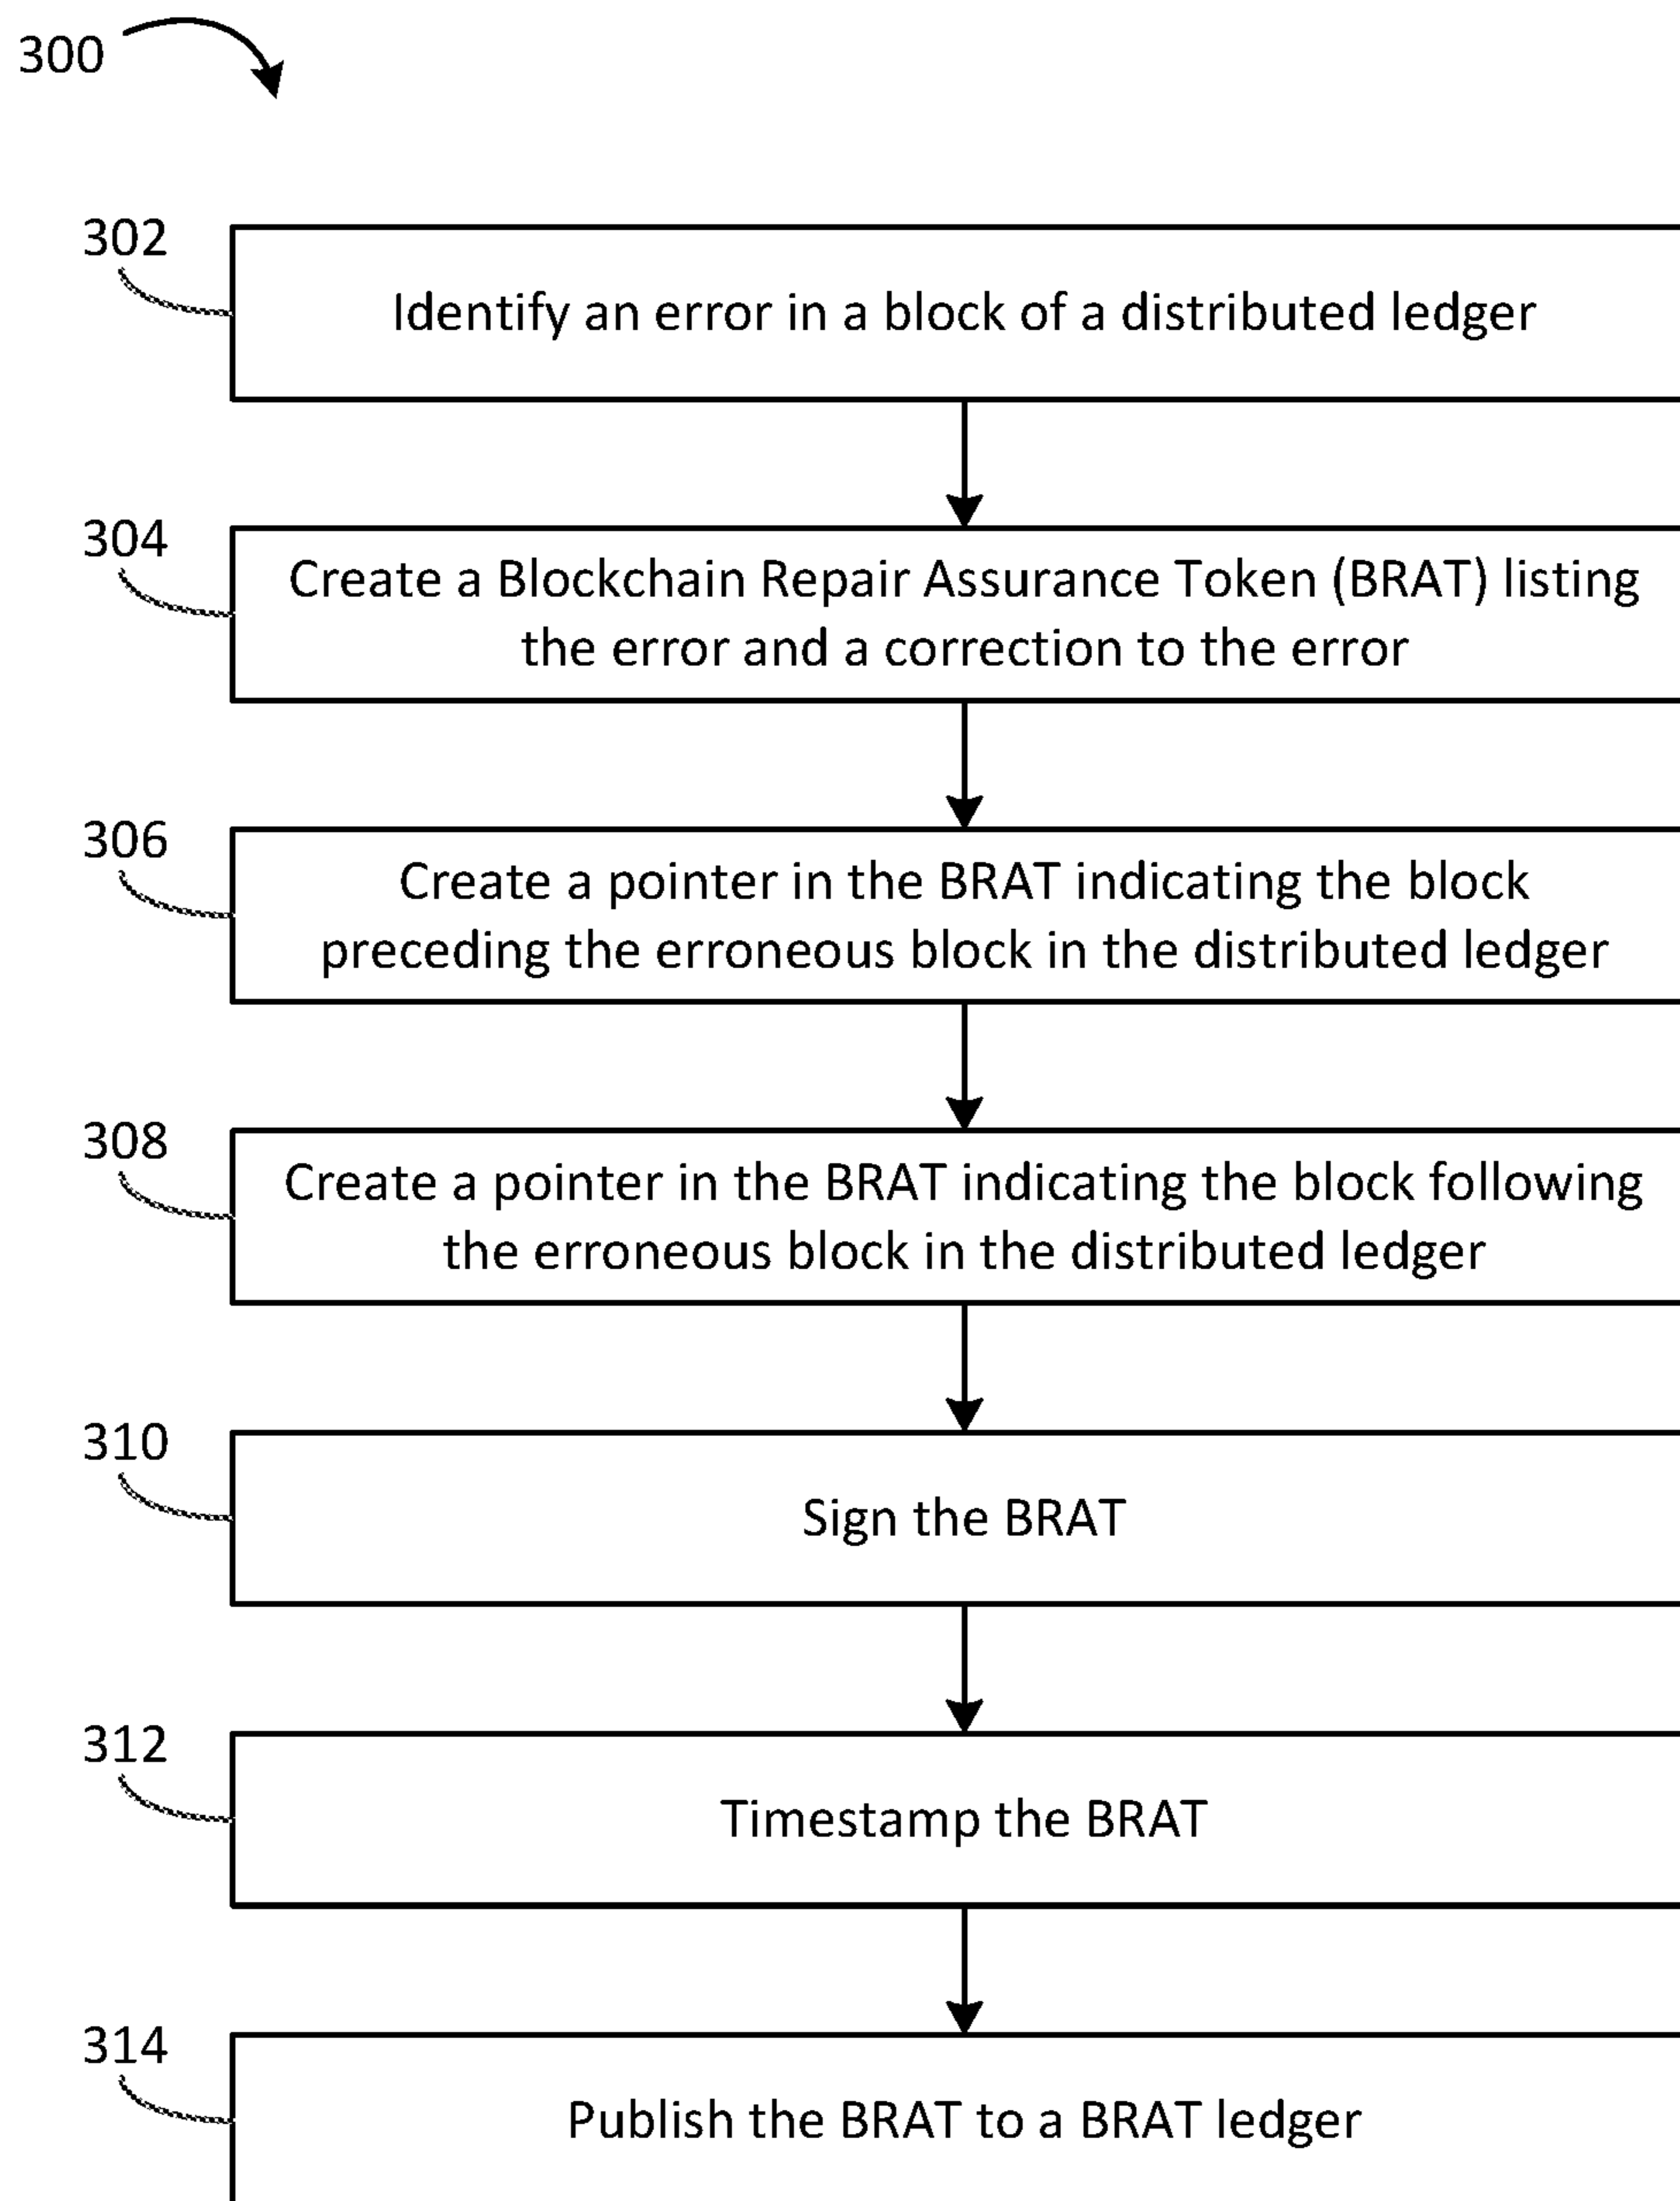 300
302
Identify an error in a block of a distributed ledger
304
Create a Blockchain Repair Assurance Token (BRAT) listing
the error and a correction to the error
306
Create a pointer in the BRAT indicating the block
preceding the erroneous block in the distributed ledger
308
Create a pointer in the BRAT indicating the block following
the erroneous block in the distributed ledger
310
Sign the BRAT
312
Timestamp the BRAT
314
Publish the BRAT to a BRAT ledger